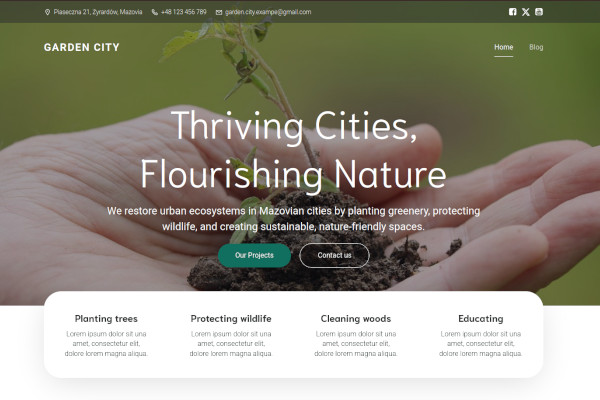 Piaseczna 21, Żyrardów, Mazovia +48 123 456 789 garden.city.exampe@gmail.com
GARDEN CITY
Home Blog
Thriving Cities,
Flourishing Nature
We restore urban ecosystems in Mazovian cities by planting greenery, protecting
wildlife, and creating sustainable, nature-friendly spaces.
Our Projects Contact us
Planting trees
Lorem ipsum dolor sit una
amet, consectetur elit,
dolore lorem magna aliqua.
Protecting wildlife
Lorem ipsum dolor sit una
amet, consectetur elit,
dolore lorem magna aliqua
Cleaning woods
Lorem ipsum dolor sit una
amet, consectetur elit,
dolore lorem magna aliqua.
Educating
Lorem ipsum dolor sit una
amet, consectetur elit,
dolore lorem magna aliqua.